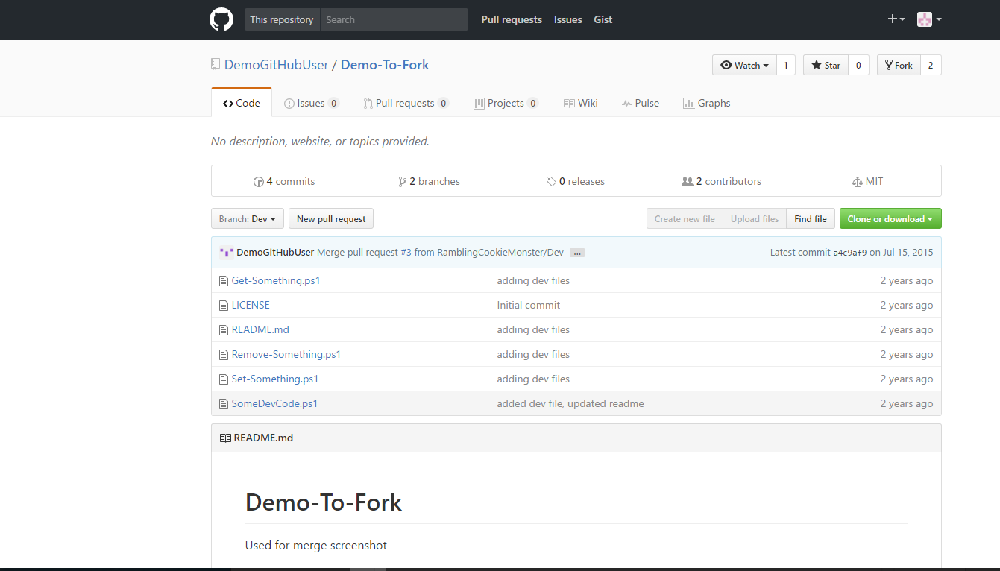 This repository Search Pull requests Issues Gist
DemoGitHubUser / Demo-To-Fork Watch 1 Star 0 Fork 2
Code Issues 0 Pull requests 0 Projects 0 Wiki Pulse Graphs
No description, website, or topics provided.
4 commits 2 branches 0 releases 2 contributors MIT
Branch: Dev New pull request Create new file Upload files Find file Clone or download
DemoGitHubUser Merge pull request #3 from RamblingCookieMonster/Dev ... Latest commit a4c9af9 on Jul 15, 2015
Get-Something.ps1 adding dev files 2 years ago
LICENSE Initial commit 2 years ago
README.md adding dev files 2 years ago
Remove-Something.ps1 adding dev files 2 years ago
Set-Something.ps1 adding dev files 2 years ago
SomeDevCode.ps1 added dev file, updated readme 2 years ago
README.md
Demo-To-Fork
Used for merge screenshot